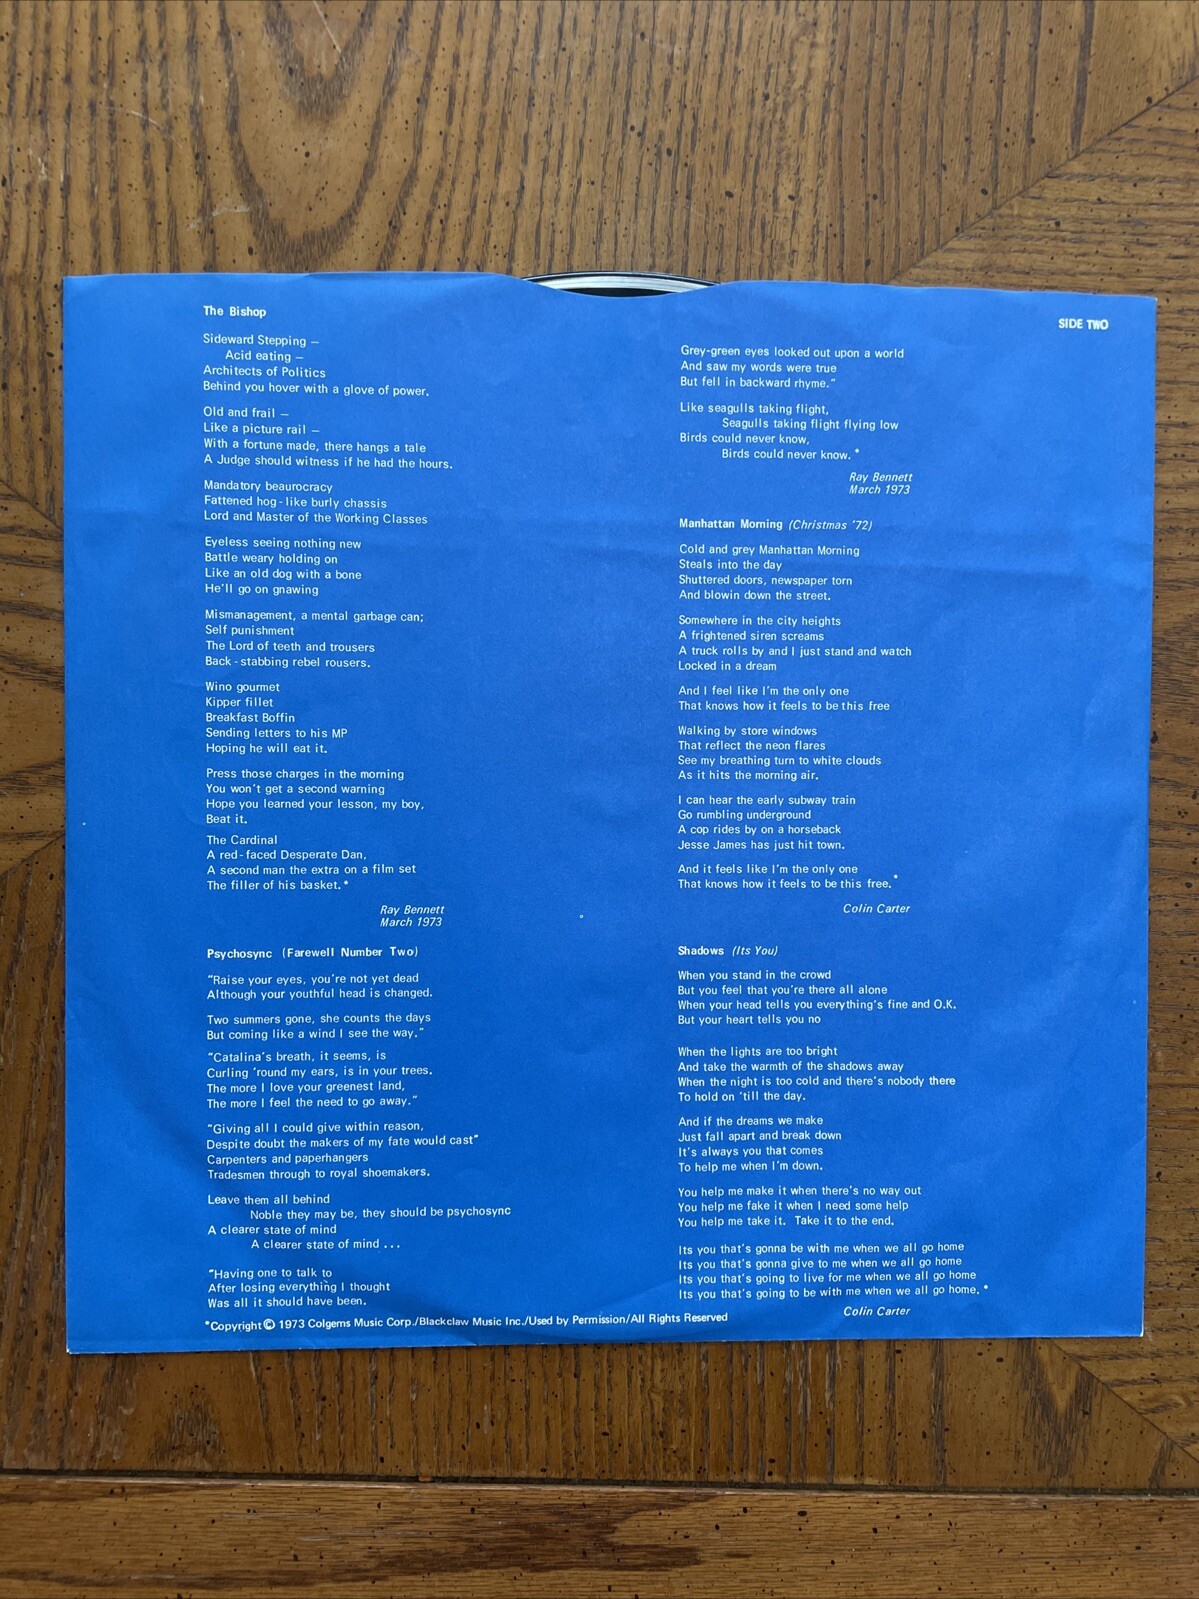 The Bishop
Sideward Stepping —
Acid eating —
Architects of Politics
Behind you hover with a glove of power.
Old and frail —
Like a picture rail —
With a fortune made, there hangs a tale
A Judge should witness if he had the hours.
Mandatory beaurocracy
Fattened hog-like burly chassis
Lord and Master of the Working Classes
Eyeless seeing nothing new
Battle weary holding on
Like an old dog with a bone
He'll go on gnawing
Mismanagement, a mental garbage can;
Self punishment
The Lord of teeth and trousers
Back-stabbing rebel rousers.
Wino gourmet
Kipper fillet
Breakfast Boffin
Sending letters to his MP
Hoping he will eat it.
Press those charges in the morning
You won't get a second warning
Hope you learned your lesson, my boy,
Beat it.
The Cardinal
A red-faced Desperate Dan,
A second man the extra on a film set
The filler of his basket.*
Ray Bennett
March 1973
Psychosync (Farewell Number Two)
"Raise your eyes, you're not yet dead
Although your youthful head is changed.
Two summers gone, she counts the days
But coming like a wind I see the way."
"Catalina's breath, it seems, is
Curling 'round my ears, is in your trees.
The more I love your greenest land,
The more I feel the need to go away."
"Giving all I could give within reason,
Despite doubt the makers of my fate would cast"
Carpenters and paperhangers
Tradesmen through to royal shoemakers.
Leave them all behind
Noble they may be, they should be psychosync
A clearer state of mind
A clearer state of mind ...
"Having one to talk to
After losing everything I thought
Was all it should have been.
*Copyright © 1973 Colgems Music Corp./Blackclaw Music Inc./Used by Permission/All Rights Reserved
SIDE TWO
Grey-green eyes looked out upon a world
And saw my words were true
But fell in backward rhyme."
Like seagulls taking flight,
Seagulls taking flight flying low
Birds could never know,
Birds could never know.*
Ray Bennett
March 1973
Manhattan Morning (Christmas '72)
Cold and grey Manhattan Morning
Steals into the day
Shuttered doors, newspaper torn
And blowin down the street.
Somewhere in the city heights
A frightened siren screams
A truck rolls by and I just stand and watch
Locked in a dream
And I feel like I'm the only one
That knows how it feels to be this free
Walking by store windows
That reflect the neon flares
See my breathing turn to white clouds
As it hits the morning air.
I can hear the early subway train
Go rumbling underground
A cop rides by on a horseback
Jesse James has just hit town.
And it feels like I'm the only one
That knows how it feels to be this free.*
Colin Carter
Shadows (Its You)
When you stand in the crowd
But you feel that you're there all alone
When your head tells you everything's fine and O.K.
But your heart tells you no
When the lights are too bright
And take the warmth of the shadows away
When the night is too cold and there's nobody there
To hold on 'till the day.
And if the dreams we make
Just fall apart and break down
It's always you that comes
To help me when I'm down.
You help me make it when there's no way out
You help me fake it when I need some help
You help me take it. Take it to the end.
Its you that's gonna be with me when we all go home
Its you that's gonna give to me when we all go home
Its you that's going to live for me when we all go home
Its you that's going to be with me when we all go home.*
Colin Carter